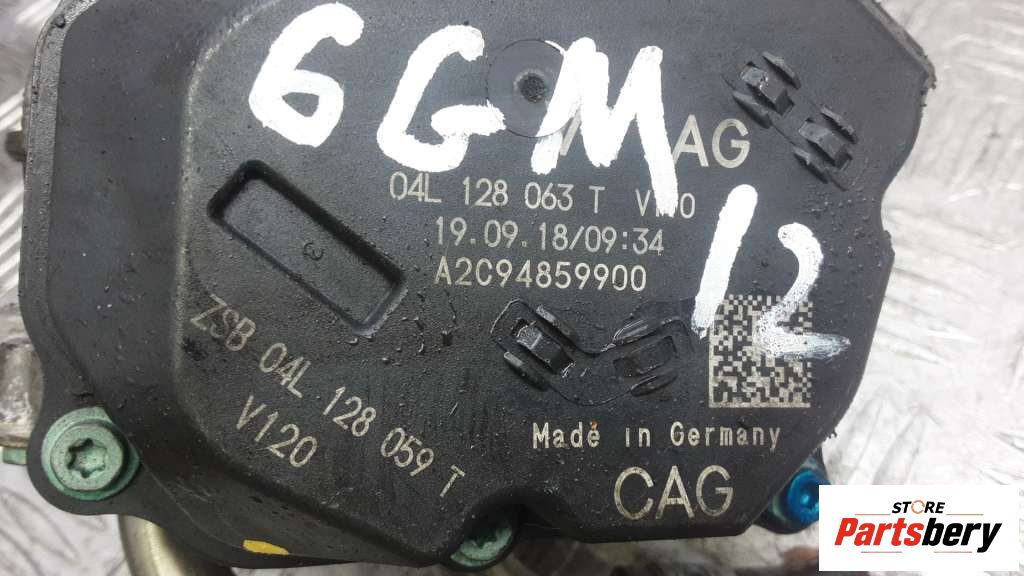 6GM
12
AG
04L 128 063 T
19.09.18/09:34
A2C94859900
3
ZSB 04L 128 059 T
V120
Made in Germany
CAG
STORE
Partsbery